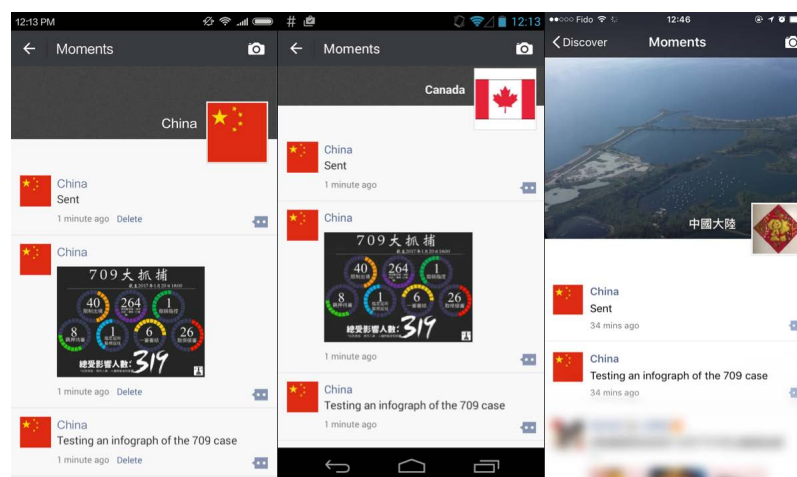 12:13 PM
Moments
China
China
Sent
1 minute ago Delete
China
709大抓捕
40
264
1
8
1
6
26
總受影響人數: 319
1 minute ago Delete
China
Testing an infograph of the 709 case
1 minute ago Delete
# 12:13
Moments
Canada
China
Sent
1 minute ago
China
709大抓捕
40
264
1
8
1
6
26
總受影響人數: 319
1 minute ago
China
Testing an infograph of the 709 case
1 minute ago
Fido 12:46
Discover Moments
中國大陸
China
Sent
34 mins ago
China
Testing an infograph of the 709 case
34 mins ago